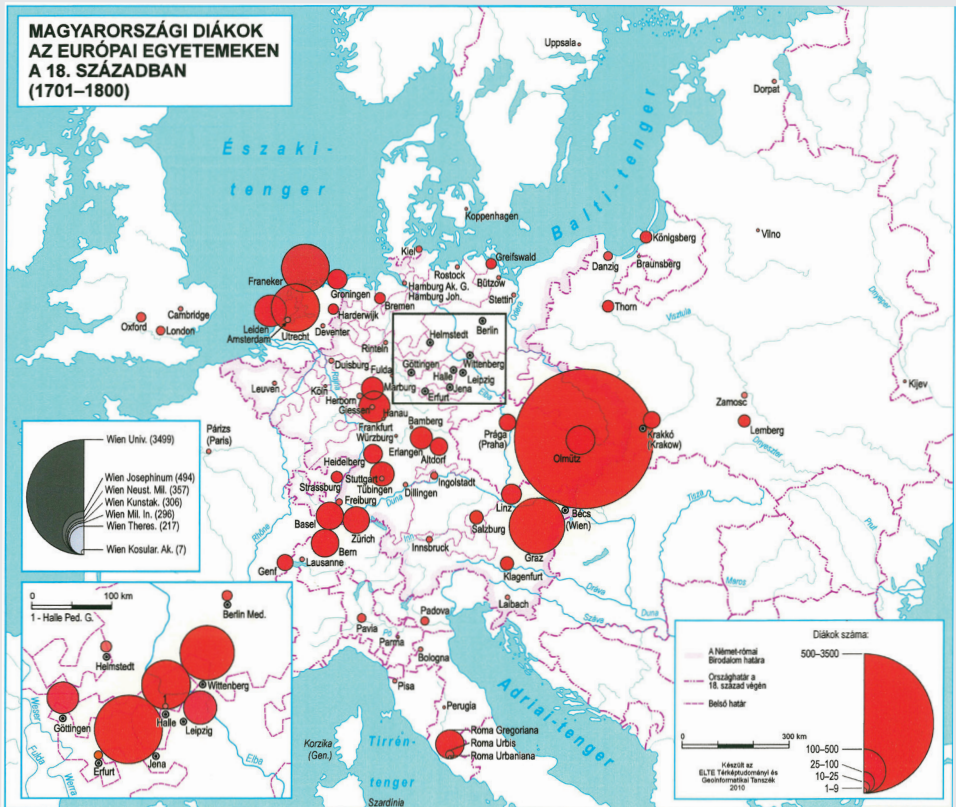 MAGYARORSZÁGI DIÁKOK
AZ EURÓPAI EGYETEMEKEN
A 18. SZÁZADBAN
(1701–1800)
Uppsala
Dorpat
Északi-
tenger
Balti-tenger
Koppenhagen
Kiel
Königsberg
Vilno
Greifswald
Danzig
Braunsberg
Rostock
Bützow
Hamburg Ak. G.
Hamburg Joh.
Stettin
Franeker
Groningen
Bremen
Thorn
Visztula
Dnyeper
Cambridge
Oxford
London
Leiden
Amsterdam
Utrecht
Harderwijk
Deventer
Rinteln
Helmstedt
Berlin
Odera
Duisburg
Fulda
Göttingen
Wittenberg
Halle
Leipzig
Jena
Erfurt
Elba
Leuven
Köln
Rajna
Marburg
Herborn
Giessen
Hanau
Kijev
Zamosc
Frankfurt
Würzburg
Bamberg
Prága
(Praha)
Krakkó
(Krakow)
Lemberg
Párizs
(Paris)
Erlangen
Altdorf
Olmütz
Dnyeszter
Heidelberg
Stuttgart
Tübingen
Ingolstadt
Strassburg
Dillingen
Freiburg
Duna
Linz
Bécs
(Wien)
Tisza
Prut
Basel
Zürich
Salzburg
Rhône
Bern
Inn
Innsbruck
Graz
Genf
Lausanne
Klagenfurt
Maros
Laibach
Dráva
Duna
Száva
Padova
Pavia
Pó
Parma
Bologna
Pisa
Adriai-tenger
Perugia
Korzika
(Gen.)
Tirrén-
tenger
Szardínia
Roma Gregoriana
Roma Urbis
Roma Urbaniana
Wien Univ. (3499)
Wien Josephinum (494)
Wien Neust. Mil. (357)
Wien Kunstak. (306)
Wien Mil. In. (296)
Wien Theres. (217)
Wien Kosular. Ak. (7)
0 100 km
1 - Halle Ped. G.
Berlin Med.
Helmstedt
Wittenberg
1
Halle
Leipzig
Göttingen
Weser
Fulda
Werra
Erfurt
Jena
Elba
Diákok száma:
500–3500
A Német-római
Birodalom határa
Országhatár a
18. század végén
Belső határ
0 300 km
100–500
25–100
10–25
1–9
Készült az
ELTE Térképtudományi és
Geoinformatikai Tanszék
2010